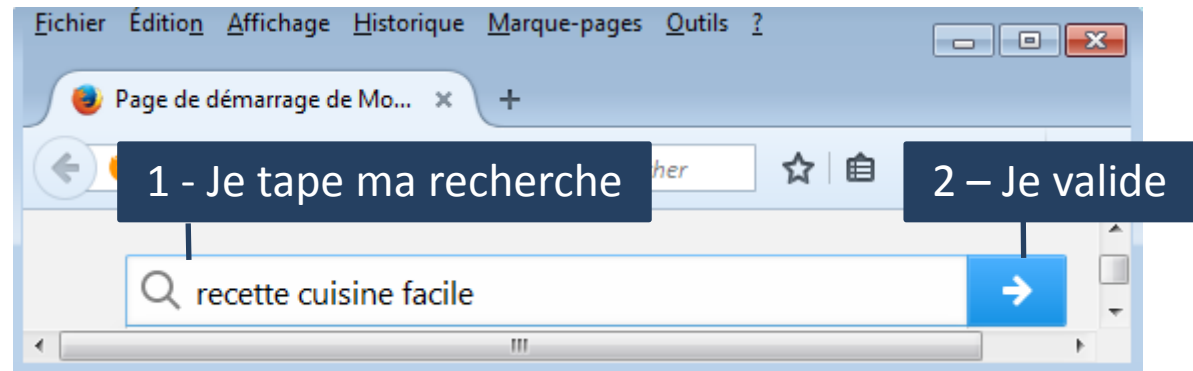 Fichier Édition Affichage Historique Marque-pages Outils ?
Page de démarrage de Mo...
1 - Je tape ma recherche
2 – Je valide
recette cuisine facile